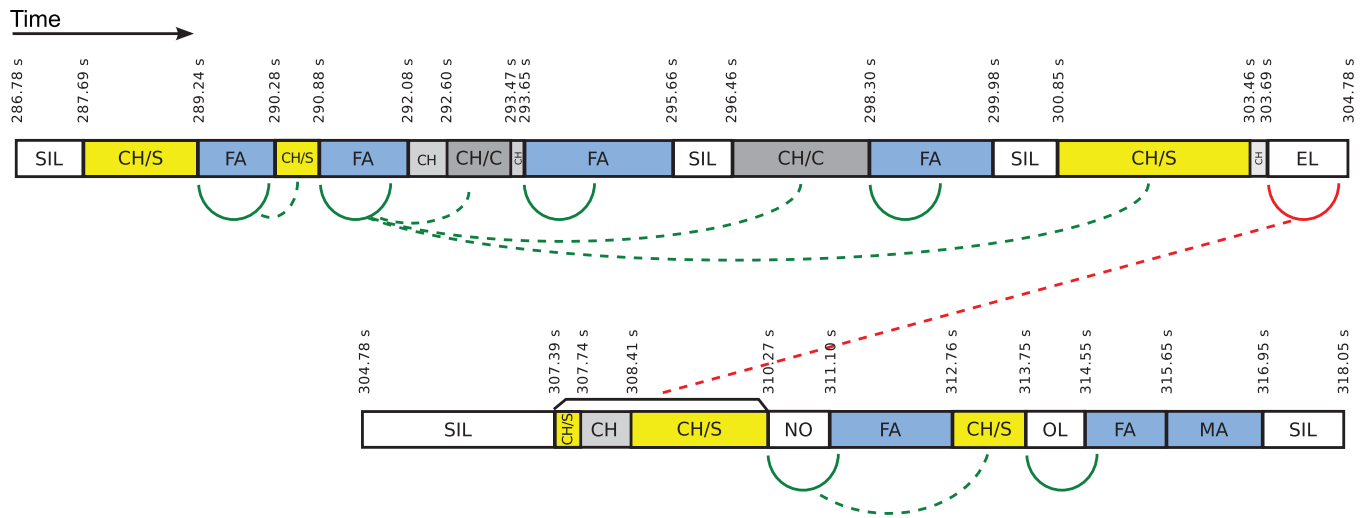 Time
286.78 s 287.69 s 289.24 s 290.28 s 290.88 s 292.08 s 292.60 s 293.47 s 293.65 s 295.66 s 296.46 s 298.30 s 299.98 s 300.85 s 303.46 s 303.69 s 304.78 s
SIL CH/S FA CH/S FA CH CH/C CH FA SIL CH/C FA SIL CH/S CH EL
304.78 s 307.39 s 307.74 s 308.41 s 310.27 s 311.10 s 312.76 s 313.75 s 314.55 s 315.65 s 316.95 s 318.05 s
SIL CH/S CH CH/S NO FA CH/S OL FA MA SIL